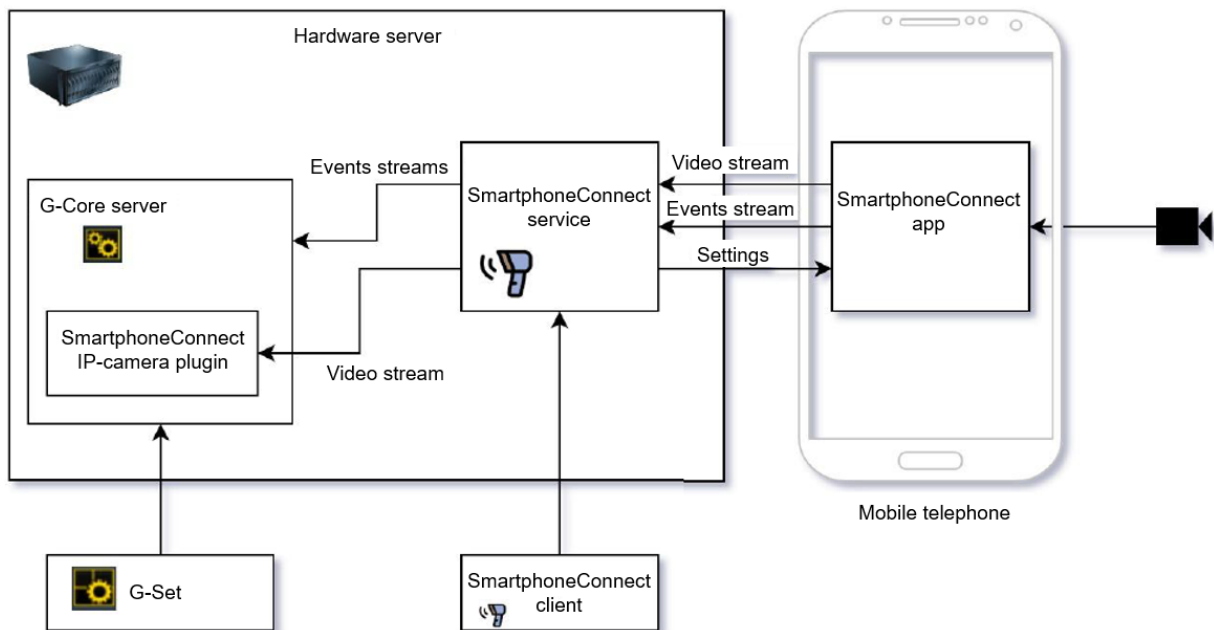 Hardware server
Events streams
G-Core server
SmartphoneConnect
IP-camera plugin
Video stream
SmartphoneConnect
service
Video stream
Events stream
Settings
SmartphoneConnect
app
Mobile telephone
G-Set
SmartphoneConnect
client